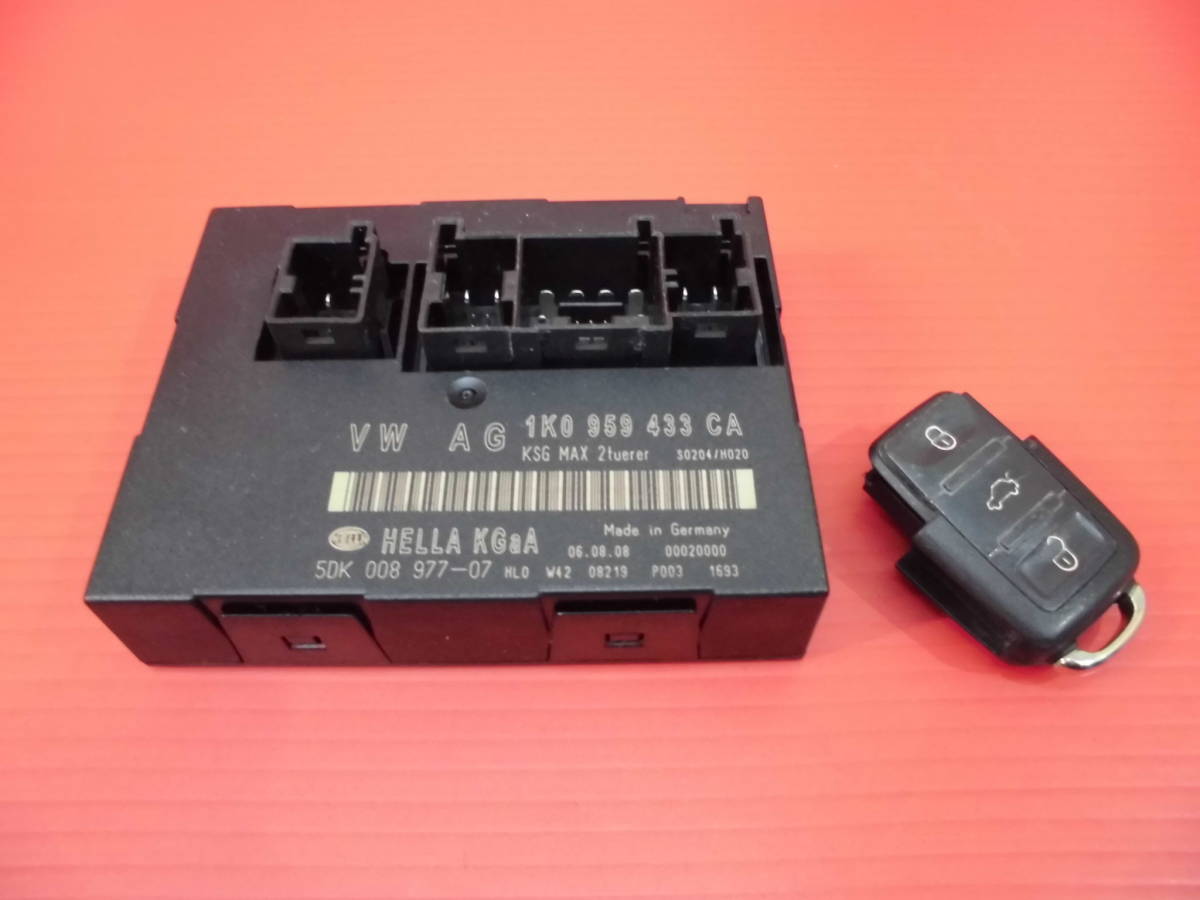 VW AG 1K0 959 433 CA
KSG MAX 2tuerer S0204/H020
HELLA KGaA Made in Germany
06.08.08 00020000
5DK 008 977-07 HLO W42 08219 P003 1693